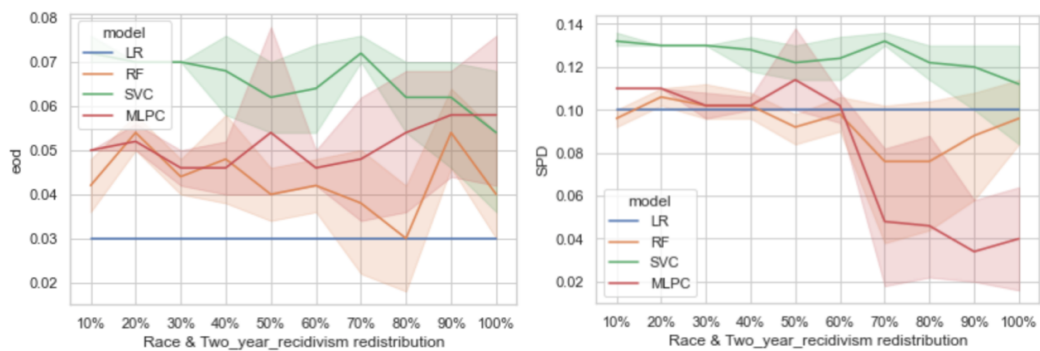 0.08
0.07
0.06
0.05
0.04
0.03
0.02
eod
model
LR
RF
SVC
MLPC
10% 20% 30% 40% 50% 60% 70% 80% 90% 100%
Race & Two_year_recidivism redistribution
0.14
0.12
0.10
0.08
0.06
0.04
0.02
SPD
model
LR
RF
SVC
MLPC
10% 20% 30% 40% 50% 60% 70% 80% 90% 100%
Race & Two_year_recidivism redistribution